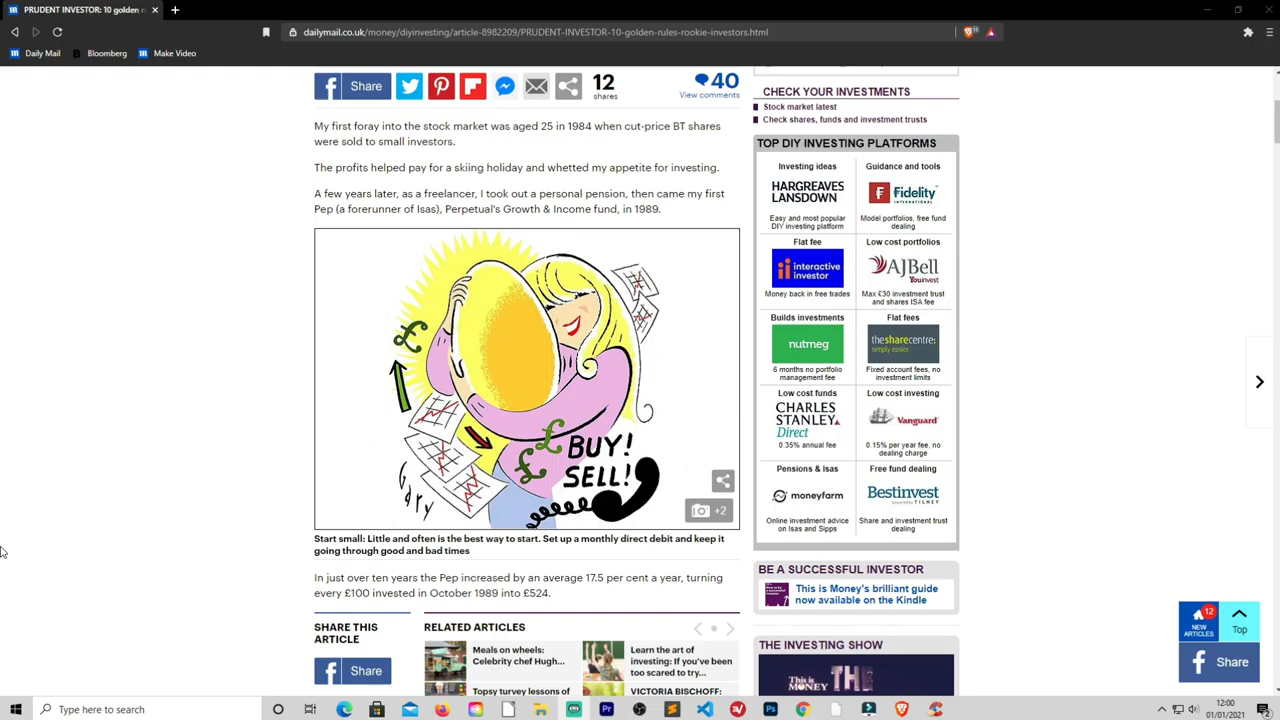 PRUDENT INVESTOR: 10 golden r
dailymail.co.uk/money/diyinvesting/article-8982209/PRUDENT-INVESTOR-10-golden-rules-rookie-investors.html
Daily Mail
Bloomberg
Make Video
Share
12
shares
40
View comments
My first foray into the stock market was aged 25 in 1984 when cut-price BT shares
were sold to small investors.
The profits helped pay for a skiing holiday and whetted my appetite for investing.
A few years later, as a freelancer, I took out a personal pension, then came my first
Pep (a forerunner of Isas), Perpetual's Growth & Income fund, in 1989.
£
£
£
BUY!
SELL!
Gary
+2
Start small: Little and often is the best way to start. Set up a monthly direct debit and keep it
going through good and bad times
In just over ten years the Pep increased by an average 17.5 per cent a year, turning
every £100 invested in October 1989 into £524.
SHARE THIS
ARTICLE
Share
RELATED ARTICLES
Meals on wheels:
Celebrity chef Hugh...
Topsy turvey lessons of
Learn the art of
investing: If you've been
too scared to try...
VICTORIA BISCHOFF:
CHECK YOUR INVESTMENTS
Stock market latest
Check shares, funds and investment trusts
TOP DIY INVESTING PLATFORMS
Investing ideas
HARGREAVES
LANSDOWN
Easy and most popular
DIY investing platform
Guidance and tools
Fidelity
INTERNATIONAL
Model portfolios, free fund
dealing
Flat fee
interactive
investor
Money back in free trades
Low cost portfolios
AJBell
Youinvest
Max £30 investment trust
and shares ISA fee
Builds investments
nutmeg
6 months no portfolio
management fee
Flat fees
thesharecentre:
simply easier
Fixed account fees, no
investment limits
Low cost funds
CHARLES
STANLEY
Direct
0.35% annual fee
Low cost investing
Vanguard
0.15% per year fee, no
dealing charge
Pensions & Isas
moneyfarm
Online investment advice
on Isas and Sipps
Free fund dealing
Bestinvest
Share and investment trust
dealing
BE A SUCCESSFUL INVESTOR
This is Money's brilliant guide
now available on the Kindle
THE INVESTING SHOW
This is
MONEY
THE
12
NEW
ARTICLES
Top
Share
Type here to search
12:00
01/01/2021